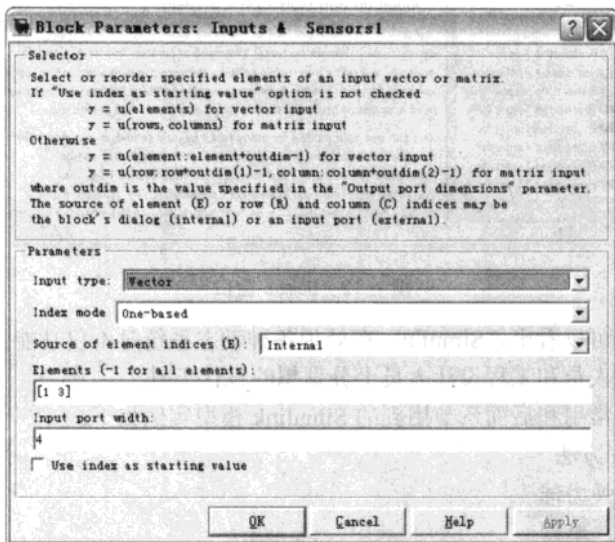 Block Parameters: Inputs & Sensors1
Selector
Select or reorder specified elements of an input vector or matrix.
If "Use index as starting value" option is not checked
y = u(elements) for vector input
y = u(rows, columns) for matrix input
Otherwise
y = u(element:element+outdim-1) for vector input
y = u(row:row+outdim(1)-1, column:column+outdim(2)-1) for matrix input
where outdim is the value specified in the "Output port dimensions" parameter.
The source of element (E) or row (R) and column (C) indices may be
the block's dialog (internal) or an input port (external).
Parameters
Input type: Vector
Index mode One-based
Source of element indices (E): Internal
Elements (-1 for all elements):
[1 3]
Input port width:
4
Use index as starting value
OK Cancel Help Apply